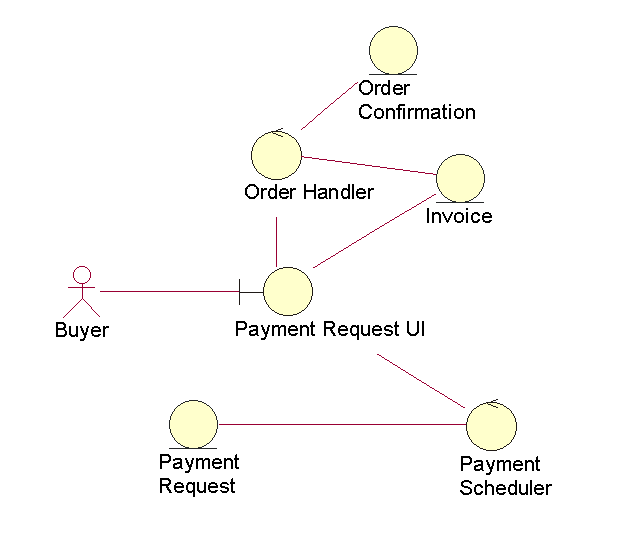 Order
Confirmation
Order Handler
Invoice
Buyer
Payment Request UI
Payment
Request
Payment
Scheduler